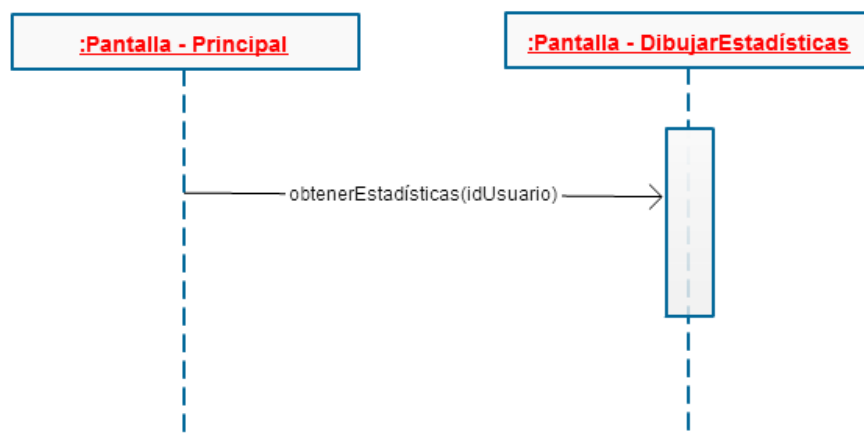 :Pantalla - Principal
:Pantalla - DibujarEstadísticas
obtenerEstadísticas(idUsuario)